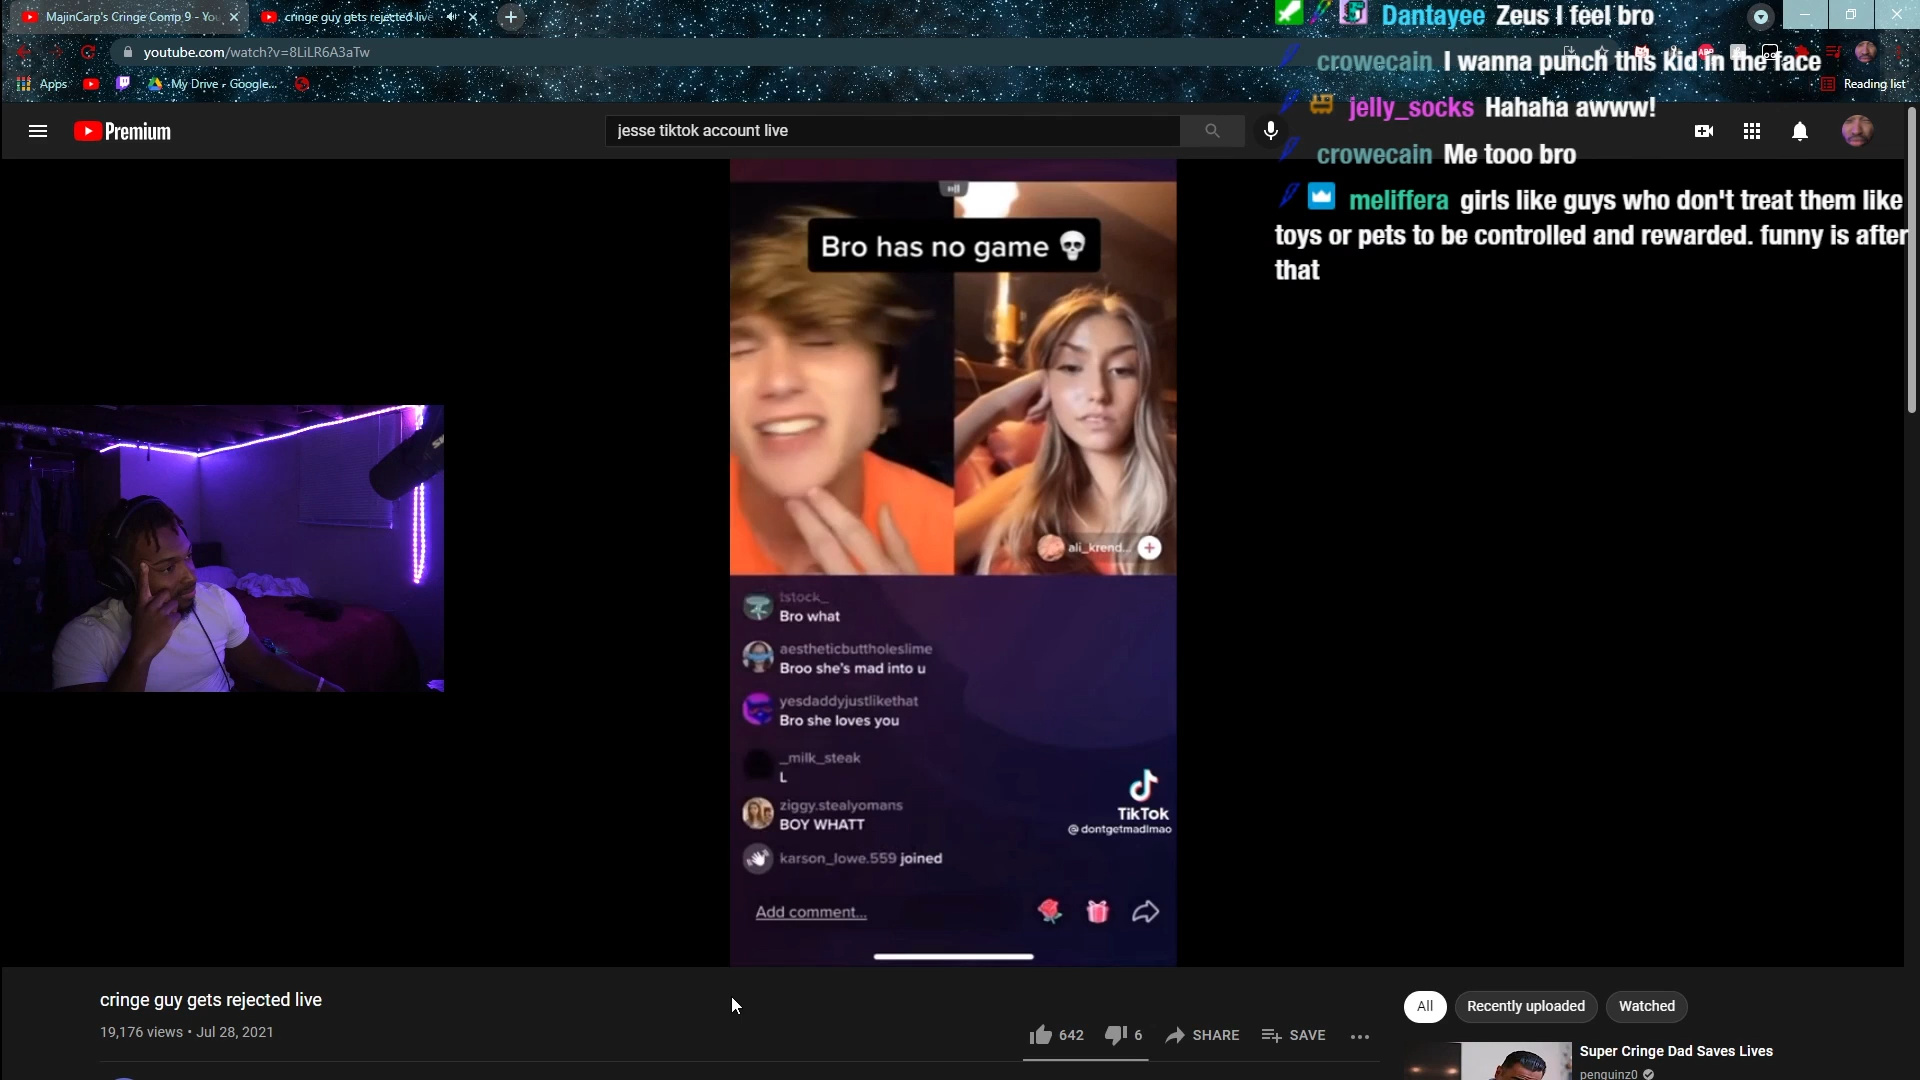 MajinCarp's Cringe Comp 9 - You
cringe guy gets rejected live
youtube.com/watch?v=8LiLR6A3aTw
Apps
My Drive - Google...
Reading list
Premium
jesse tiktok account live
Dantayee Zeus I feel bro
crowecain I wanna punch this kid in the face
jelly_socks Hahaha awww!
crowecain Me tooo bro
meliffera girls like guys who don't treat them like
toys or pets to be controlled and rewarded. funny is after
that
Bro has no game 💀
ali_krend...
Bro what
aestheticbuttholeslime
Broo she's mad into u
yesdaddyjustlikethat
Bro she loves you
_milk_steak
L
ziggy.stealyomans
BOY WHATT
karson_lowe.559 joined
TikTok
@dontgetmadlmao
Add comment...
cringe guy gets rejected live
19,176 views • Jul 28, 2021
642
6
SHARE
SAVE
All
Recently uploaded
Watched
Super Cringe Dad Saves Lives
penguinz0